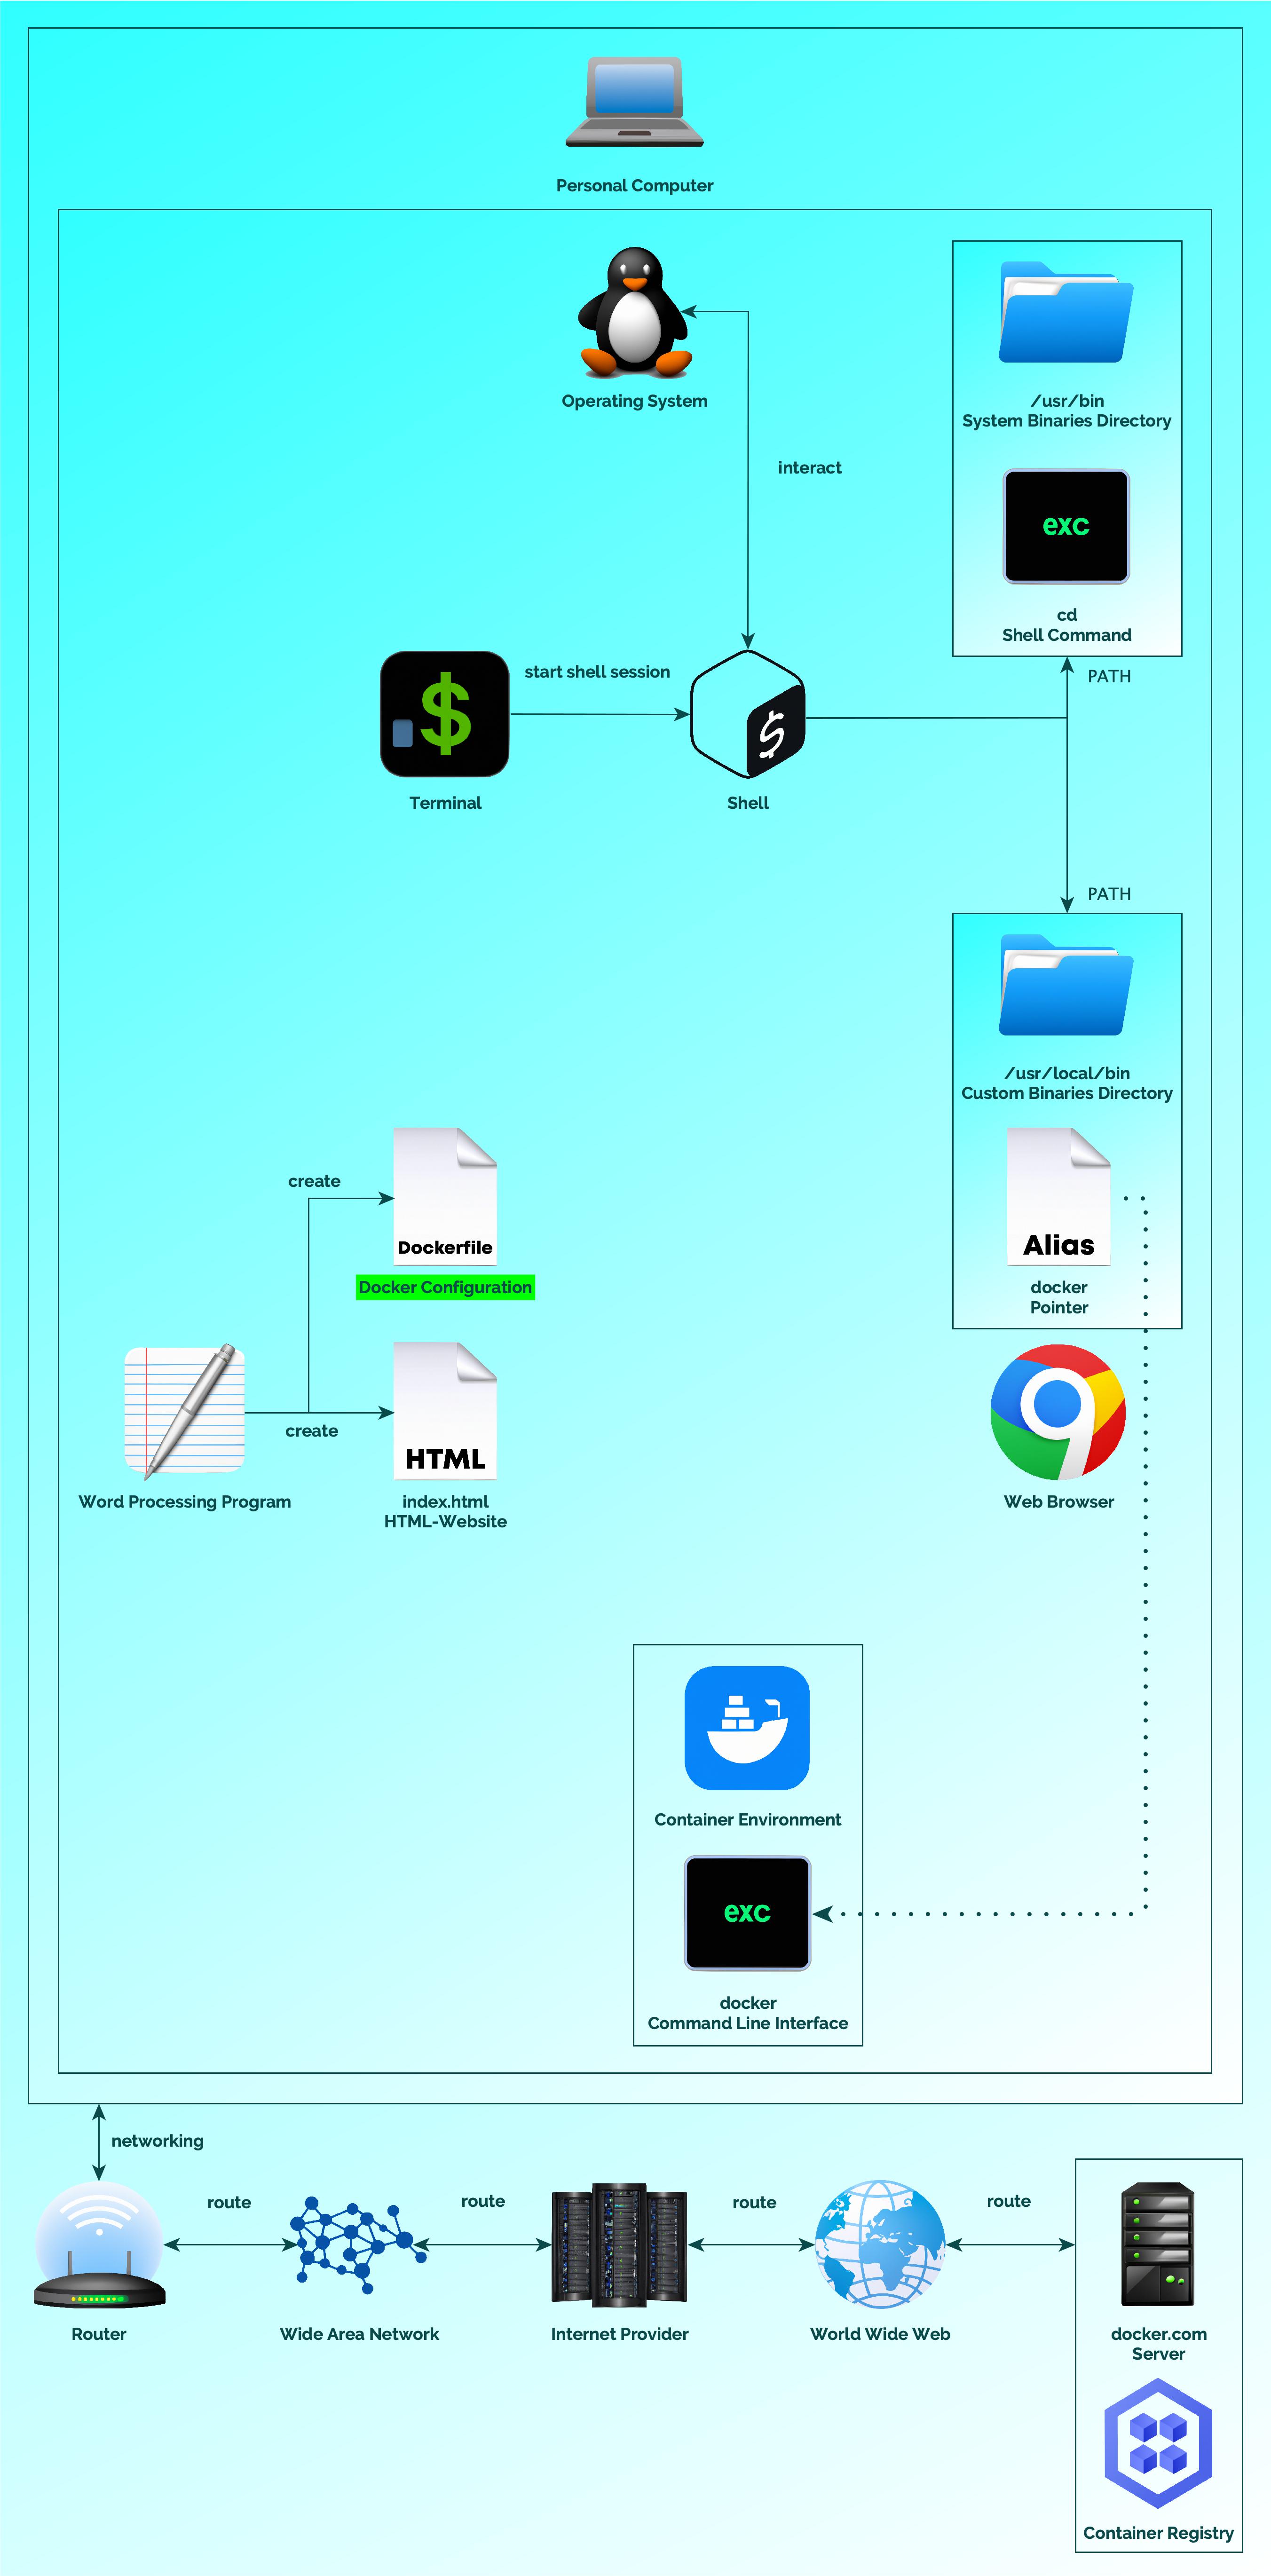 Personal Computer
Operating System
/usr/bin
System Binaries Directory
interact
exc
cd
Shell Command
start shell session
PATH
$
$
Terminal
Shell
PATH
/usr/local/bin
Custom Binaries Directory
create
Dockerfile
Docker Configuration
Alias
docker
Pointer
create
HTML
Word Processing Program
index.html
HTML-Website
Web Browser
Container Environment
exc
docker
Command Line Interface
networking
route
route
route
route
Router
Wide Area Network
Internet Provider
World Wide Web
docker.com
Server
Container Registry